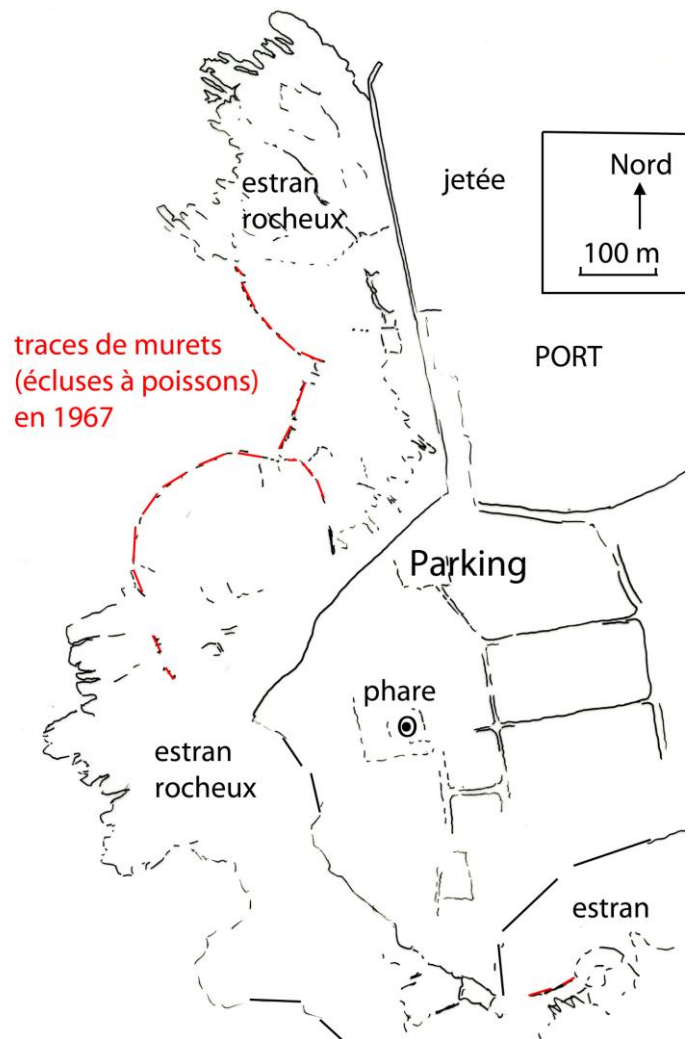 estran
rocheux
jetée
Nord
100 m
traces de murets
(écluses à poissons)
en 1967
PORT
Parking
phare
estran
rocheux
estran